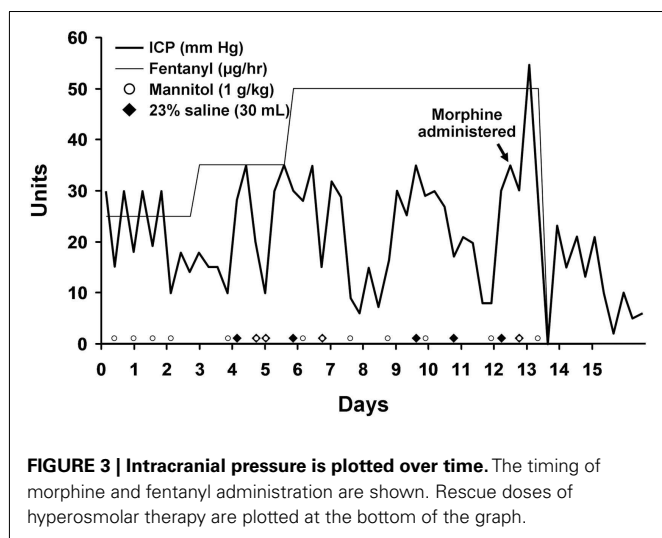 60
50
40
30
20
10
0
Units
ICP (mm Hg)
Fentanyl (µg/hr)
Mannitol (1 g/kg)
23% saline (30 mL)
Morphine
administered
0 1 2 3 4 5 6 7 8 9 10 11 12 13 14 15
Days
FIGURE 3 | Intracranial pressure is plotted over time. The timing of
morphine and fentanyl administration are shown. Rescue doses of
hyperosmolar therapy are plotted at the bottom of the graph.